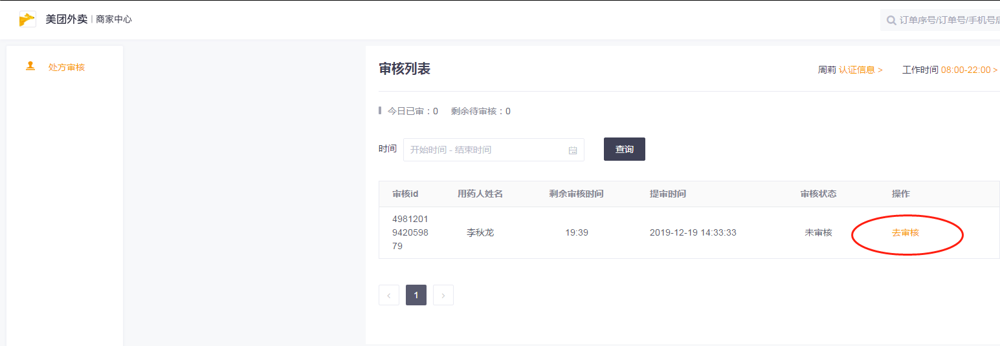 美团外卖 | 商家中心
订单序号/订单号/手机号后
处方审核
审核列表
周莉 认证信息 > 工作时间 08:00-22:00 >
今日已审：0 剩余待审核：0
时间 开始时间 - 结束时间 查询
审核id 用药人姓名 剩余审核时间 提审时间 审核状态 操作
4981201
9420598
79
李秋龙 19:39 2019-12-19 14:33:33 未审核 去审核
< 1 >